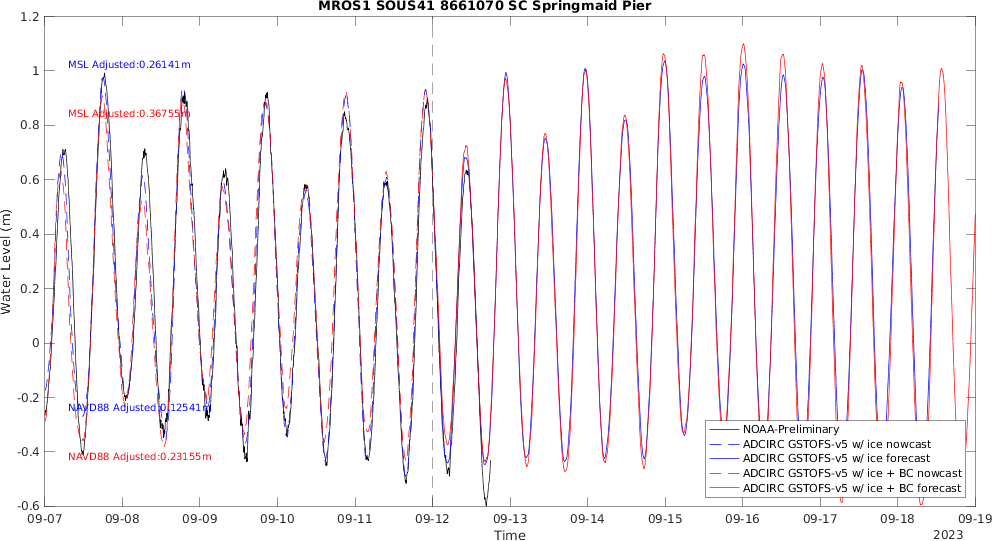 MROS1 SOUS41 8661070 SC Springmaid Pier
1.2
1
0.8
0.6
0.4
0.2
0
-0.2
-0.4
-0.6
Water Level (m)
MSL Adjusted:0.26141m
MSL Adjusted:0.36755m
NAVD88 Adjusted:0.12541m
NAVD88 Adjusted:0.23155m
NOAA-Preliminary
ADCIRC GSTOFS-v5 w/ ice nowcast
ADCIRC GSTOFS-v5 w/ ice forecast
ADCIRC GSTOFS-v5 w/ ice + BC nowcast
ADCIRC GSTOFS-v5 w/ ice + BC forecast
09-07 09-08 09-09 09-10 09-11 09-12 09-13 09-14 09-15 09-16 09-17 09-18 09-19
Time
2023